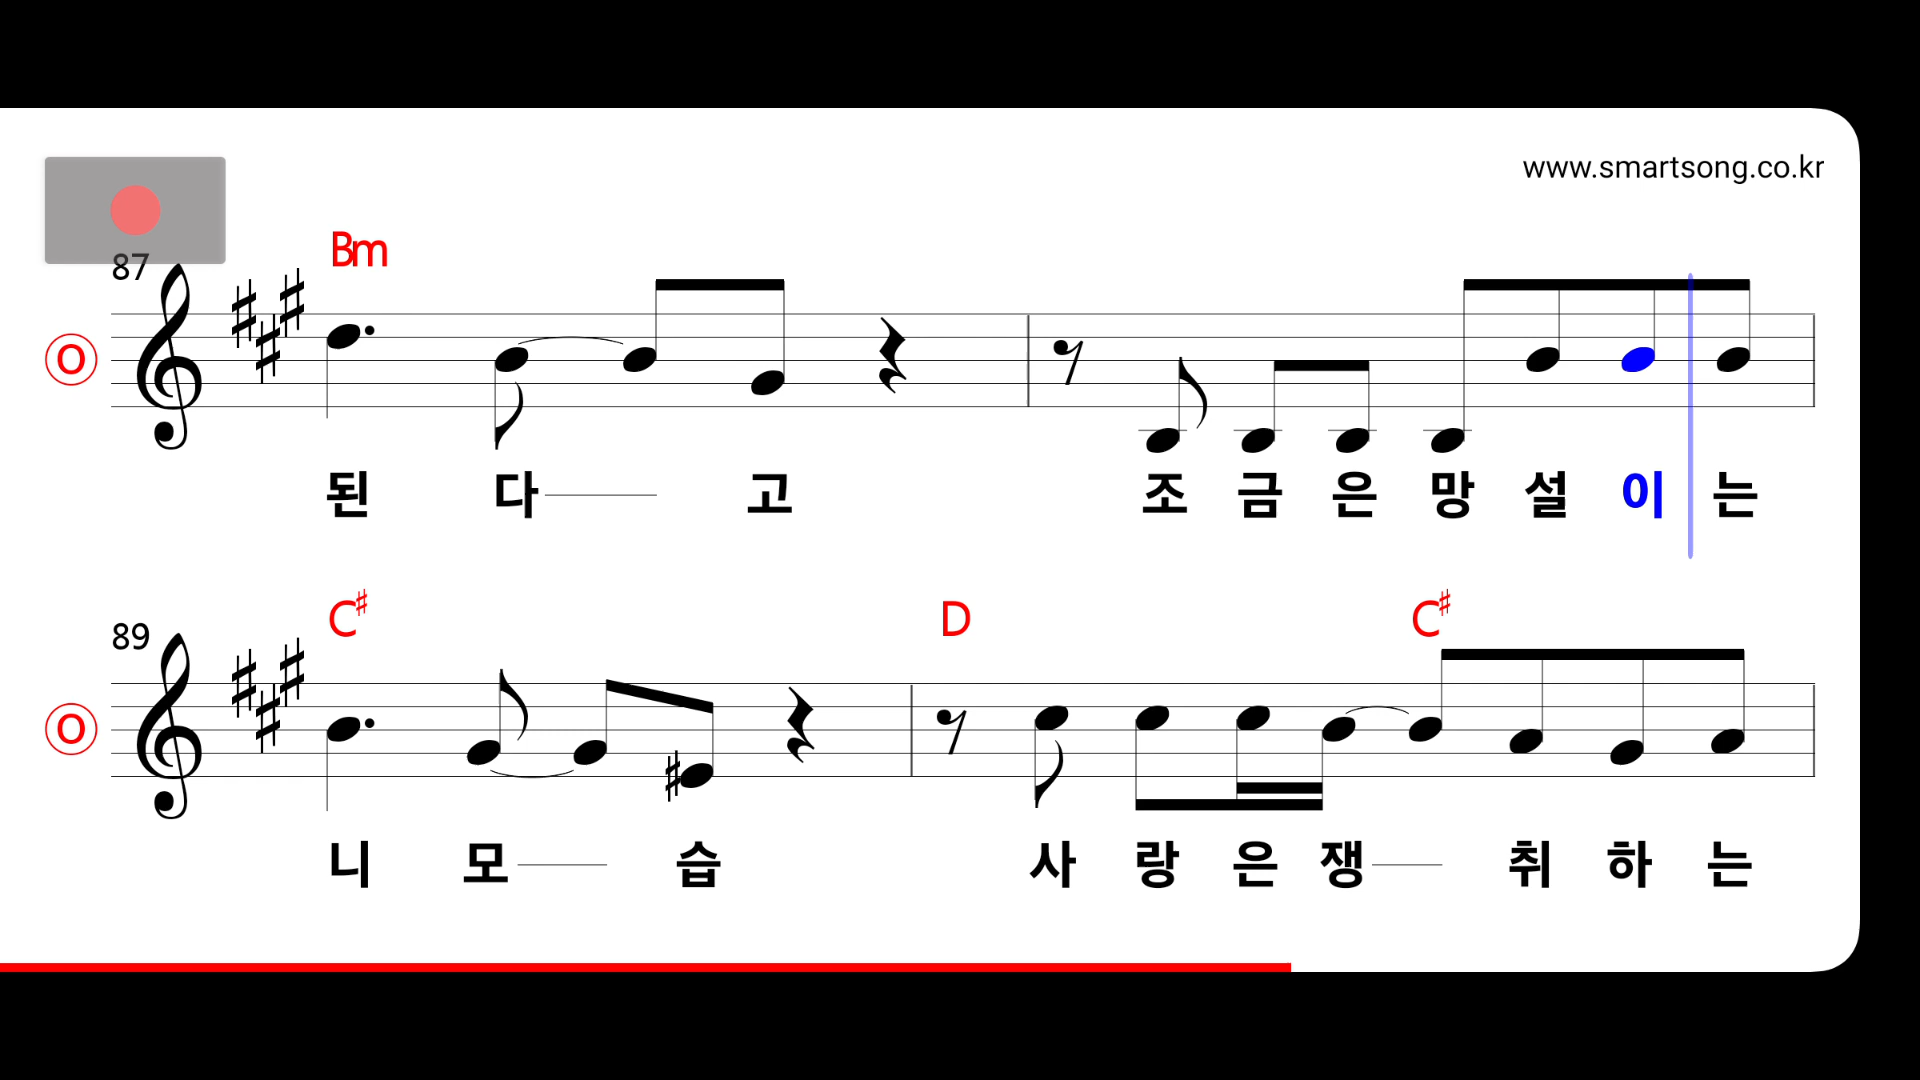 www.smartsong.co.kr
87
Bm
O
된 다 고 조 금 은 망 설 이 는
C♯ D C♯
89
O
니 모 습 사 랑 은 쟁 취 하 는